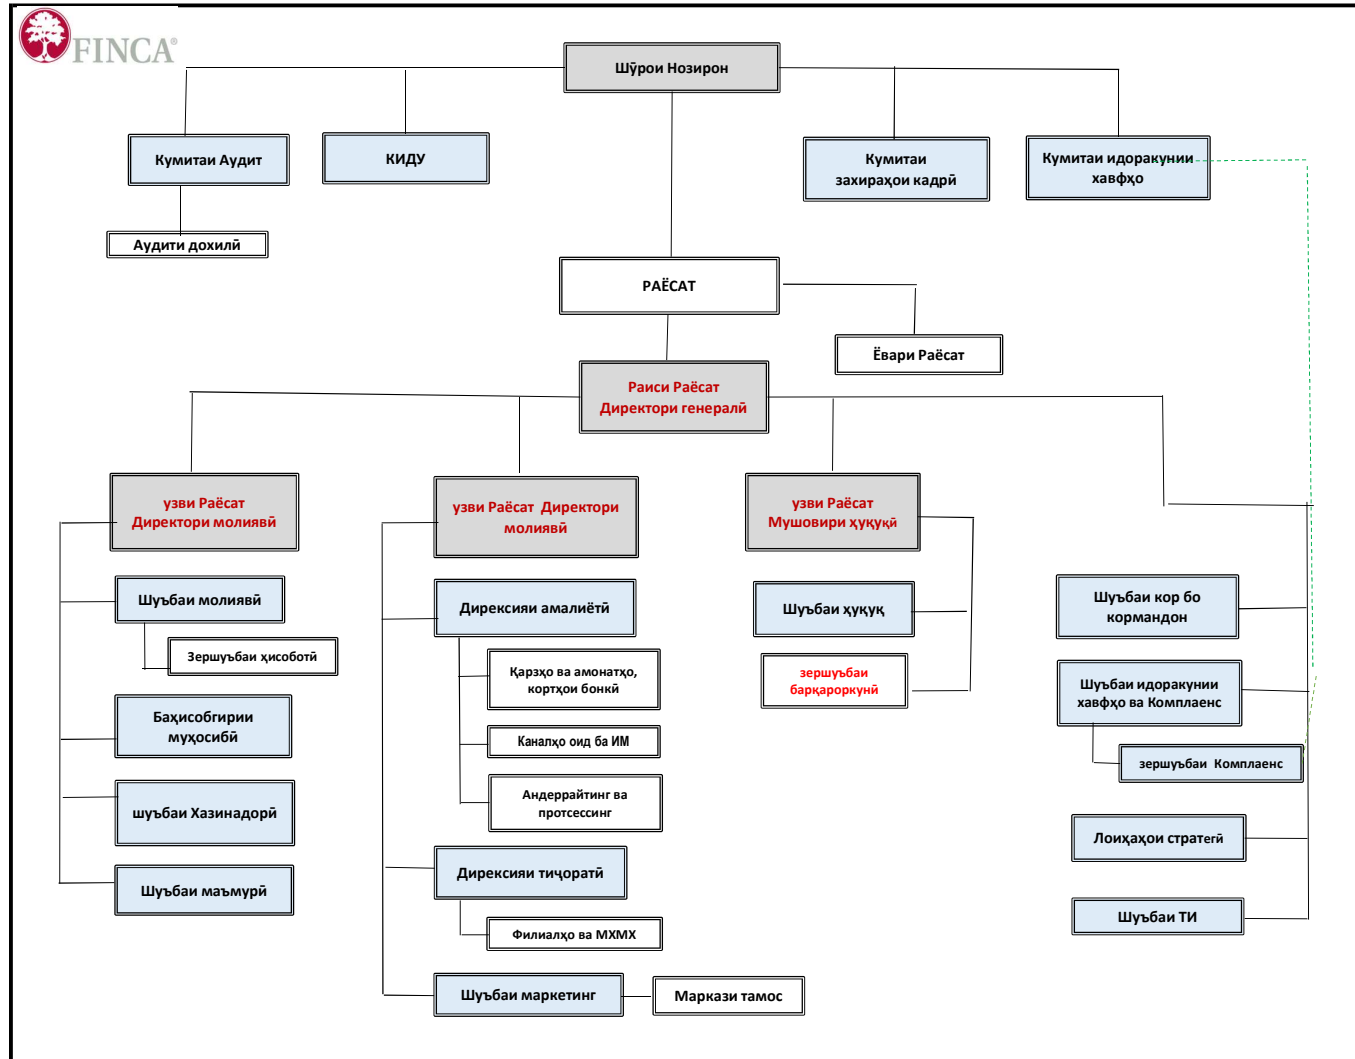 FINCA®
Шӯрои Нозирон
Кумитаи Аудит
КИДУ
Кумитаи
захираҳои кадрӣ
Кумитаи идоракунии
хавфҳо
Аудити дохилӣ
РАЁСАТ
Ёвари Раёсат
Раиси Раёсат
Директори генералӣ
узви Раёсат
Директори молиявӣ
узви Раёсат Директори
молиявӣ
узви Раёсат
Мушовири ҳуқуқӣ
Шуъбаи молиявӣ
Зершуъбаи ҳисоботӣ
Баҳисобгирии
муҳосибӣ
шуъбаи Хазинадорӣ
Шуъбаи маъмурӣ
Дирексияи амалиётӣ
Қарзҳо ва амонатҳо,
кортҳои бонкӣ
Каналҳо оид ба ИМ
Андеррайтинг ва
протсессинг
Дирексияи тиҷоратӣ
Филиалҳо ва МХМХ
Шуъбаи маркетинг
Маркази тамос
Шуъбаи ҳуқуқ
зершуъбаи
барқароркунӣ
Шуъбаи кор бо
кормандон
Шуъбаи идоракунии
хавфҳо ва Комплаенс
зершуъбаи Комплаенс
Лоиҳаҳои стратегӣ
Шуъбаи ТИ